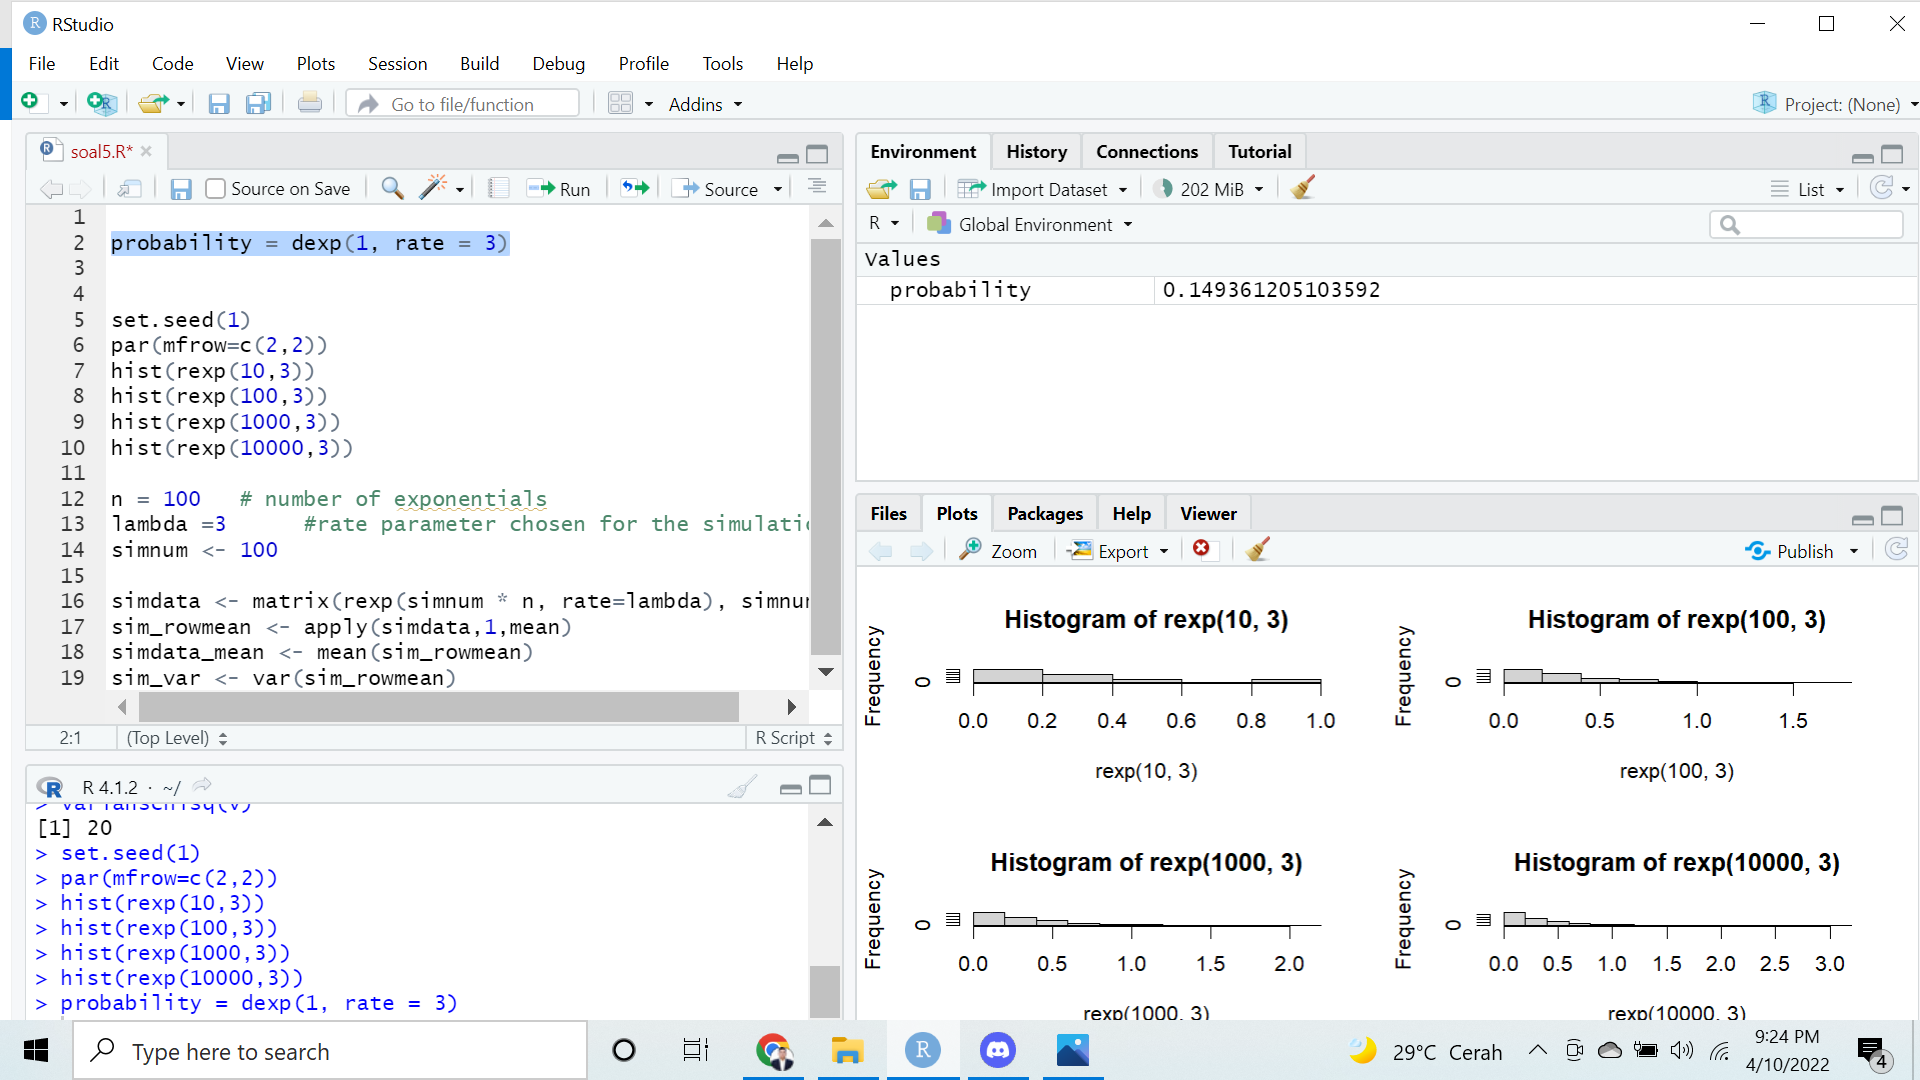 RStudio
File Edit Code View Plots Session Build Debug Profile Tools Help
Go to file/function Addins Project: (None)
soal5.R*
Source on Save Run Source
1
2 probability = dexp(1, rate = 3)
3
4
5 set.seed(1)
6 par(mfrow=c(2,2))
7 hist(rexp(10,3))
8 hist(rexp(100,3))
9 hist(rexp(1000,3))
10 hist(rexp(10000,3))
11
12 n = 100 # number of exponentials
13 lambda =3 #rate parameter chosen for the simulati
14 simnum <- 100
15
16 simdata <- matrix(rexp(simnum * n, rate=lambda), simnu
17 sim_rowmean <- apply(simdata,1,mean)
18 simdata_mean <- mean(sim_rowmean)
19 sim_var <- var(sim_rowmean)
2:1 (Top Level) R Script
R 4.1.2 · ~/
[1] 20
> set.seed(1)
> par(mfrow=c(2,2))
> hist(rexp(10,3))
> hist(rexp(100,3))
> hist(rexp(1000,3))
> hist(rexp(10000,3))
> probability = dexp(1, rate = 3)
Environment History Connections Tutorial
Import Dataset 202 MiB List
R Global Environment
Values
probability 0.149361205103592
Files Plots Packages Help Viewer
Zoom Export Publish
Histogram of rexp(10, 3)
Frequency
0
0.0 0.2 0.4 0.6 0.8 1.0
rexp(10, 3)
Histogram of rexp(100, 3)
Frequency
0
0.0 0.5 1.0 1.5
rexp(100, 3)
Histogram of rexp(1000, 3)
Frequency
0
0.0 0.5 1.0 1.5 2.0
rexp(1000, 3)
Histogram of rexp(10000, 3)
Frequency
0
0.0 0.5 1.0 1.5 2.0 2.5 3.0
rexp(10000, 3)
Type here to search
29°C Cerah
9:24 PM
4/10/2022
4